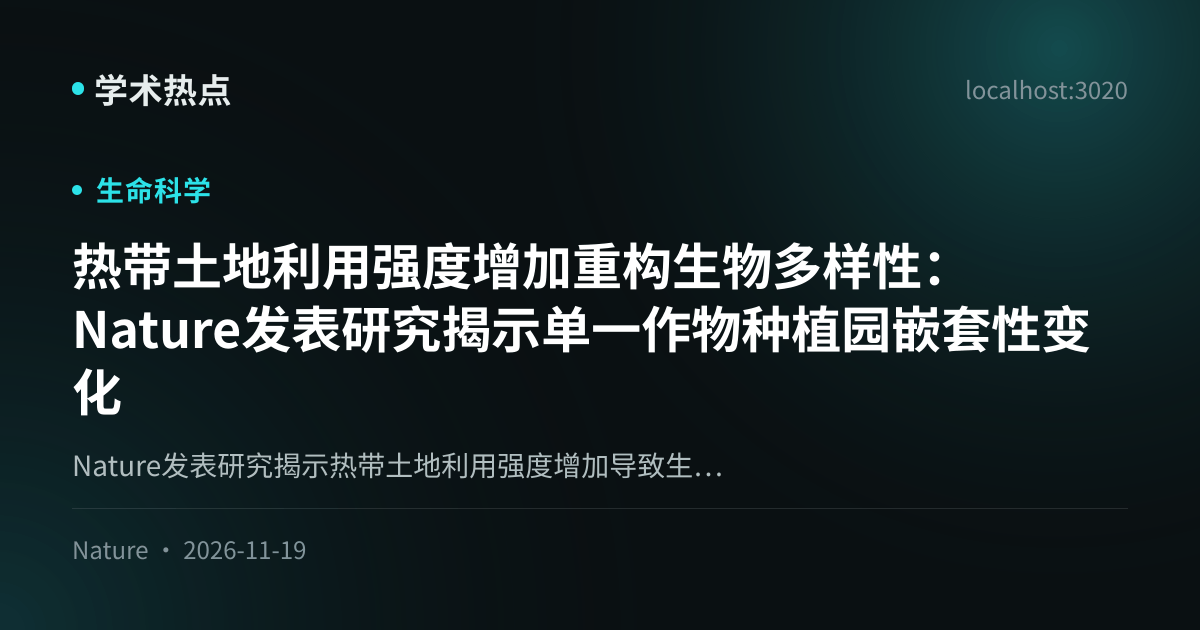 学术热点
localhost:3020
生命科学
热带土地利用强度增加重构生物多样性：
Nature发表研究揭示单一作物种植园嵌套性变
化
Nature发表研究揭示热带土地利用强度增加导致生…
Nature • 2026-11-19